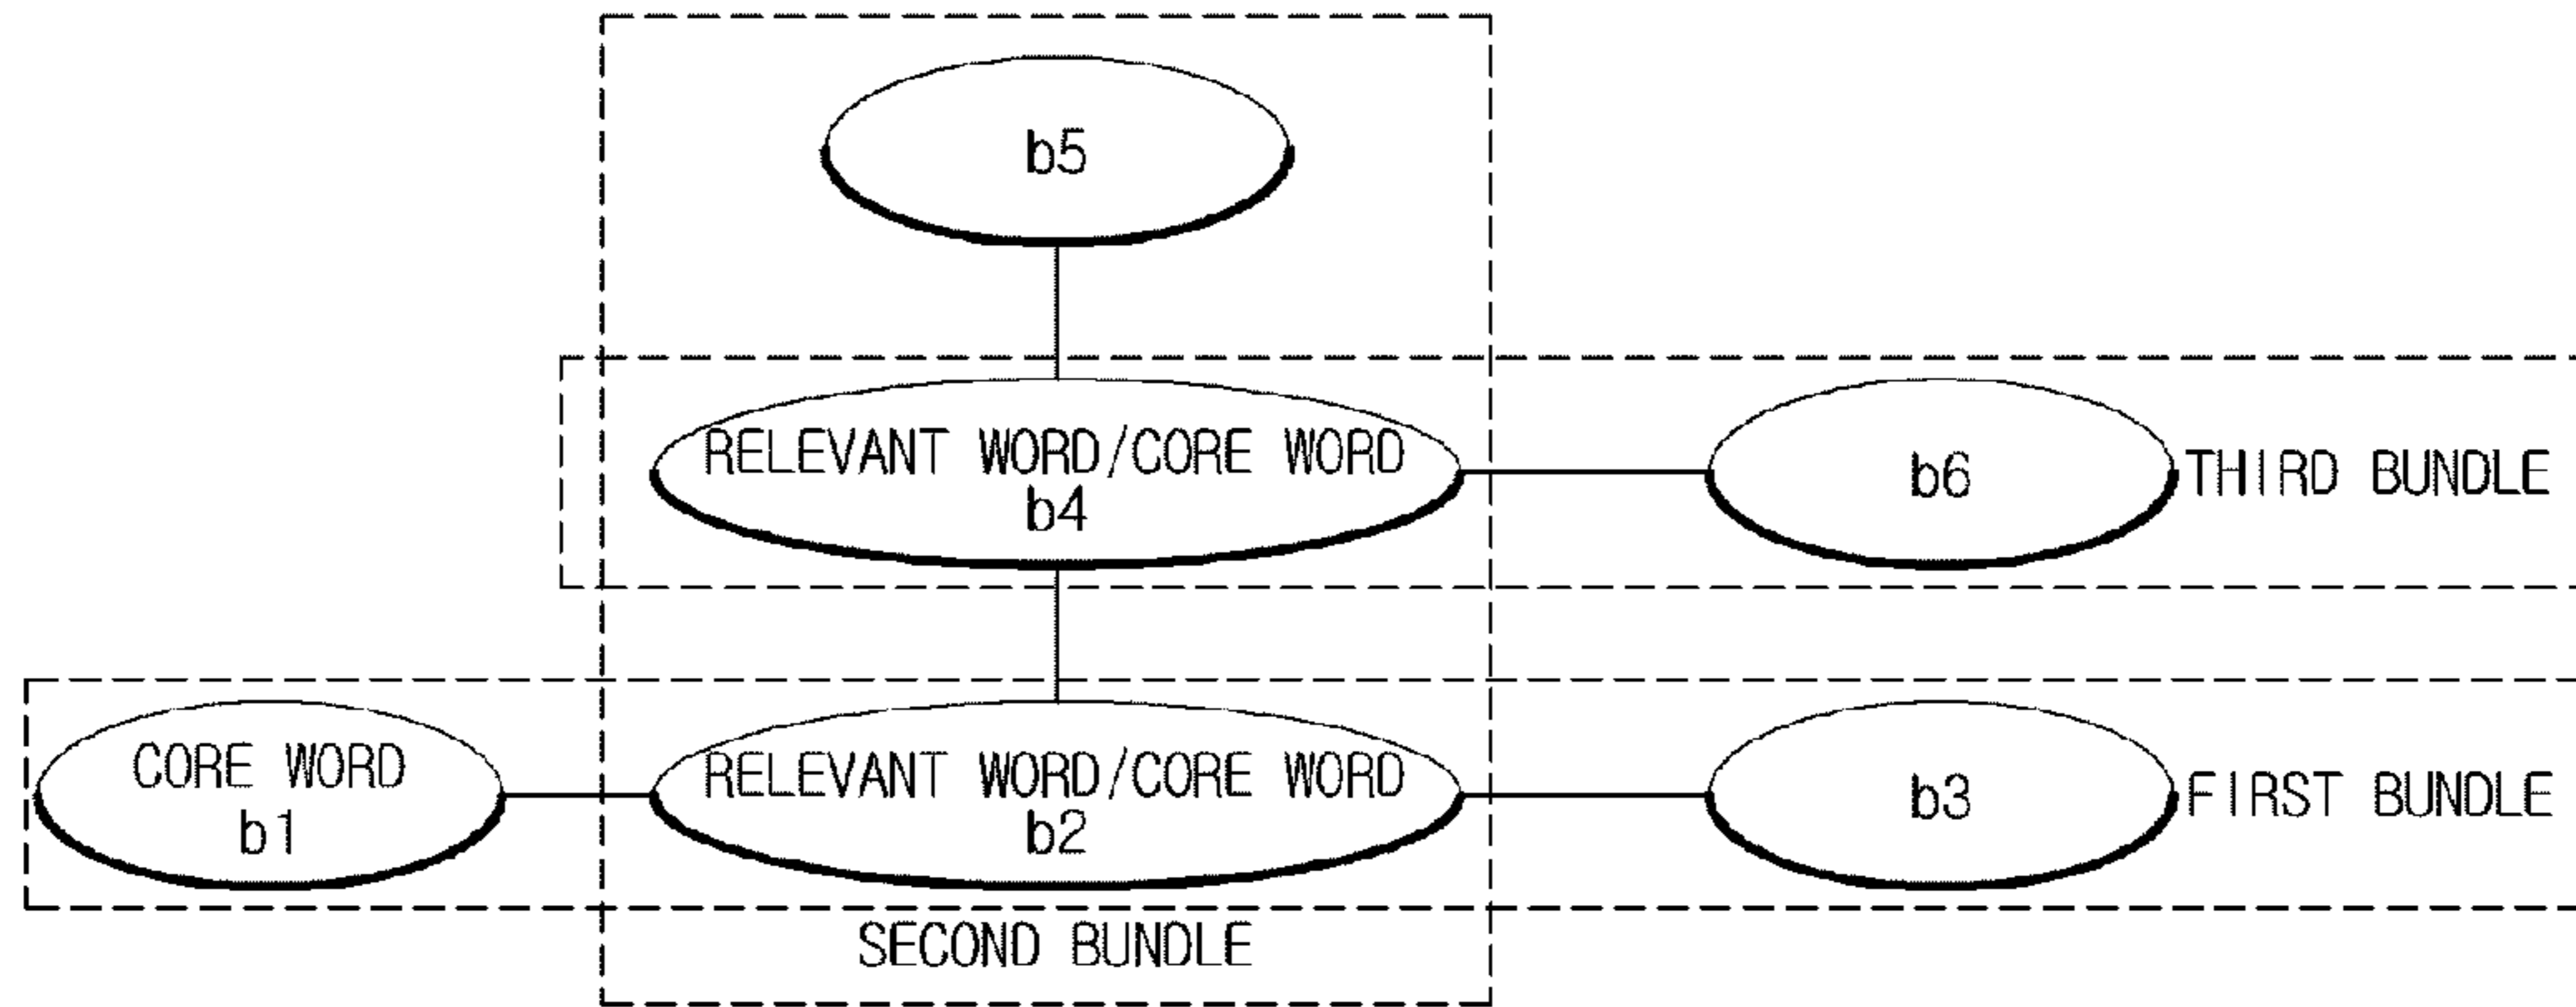 b5
RELEVANT WORD/CORE WORD
b4
b6
THIRD BUNDLE
CORE WORD
b1
RELEVANT WORD/CORE WORD
b2
b3
FIRST BUNDLE
SECOND BUNDLE